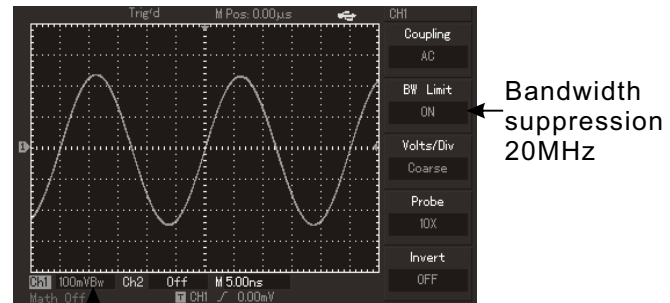 Trig'd M Pos: 0.00μs CH1
Coupling
AC
BW Limit
ON
Volts/Div
Coarse
Probe
10X
Invert
OFF
1
Ch1 100mVBw Ch2 Off M 5.00ns
Math Off T CH1 0.00mV
Bandwidth
suppression
20MHz